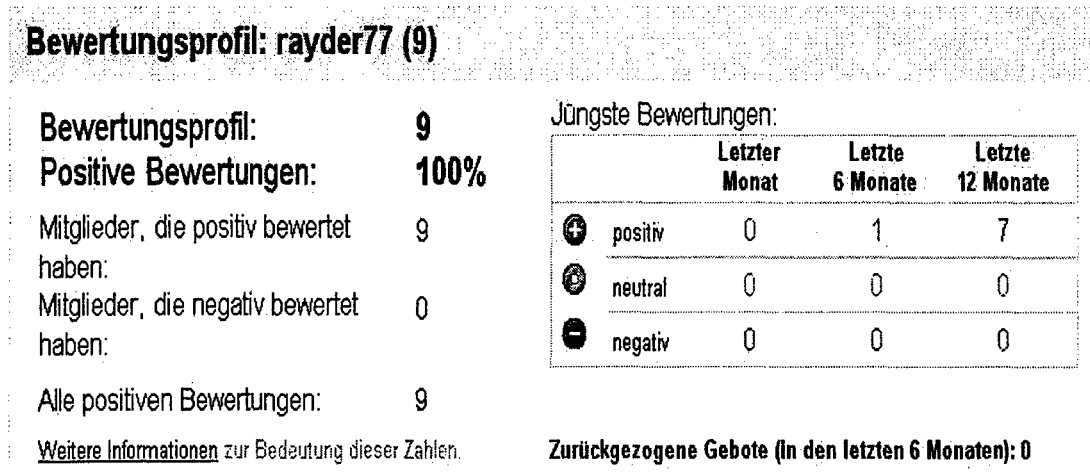 Bewertungsprofil: rayder77 (9)
Bewertungsprofil: 9
Positive Bewertungen: 100%
Mitglieder, die positiv bewertet 9
haben:
Mitglieder, die negativ bewertet 0
haben:
Alle positiven Bewertungen: 9
Weitere Informationen zur Bedeutung dieser Zahlen.
Jüngste Bewertungen:
Letzter Letzte Letzte
Monat 6 Monate 12 Monate
positiv 0 1 7
neutral 0 0 0
negativ 0 0 0
Zurückgezogene Gebote (in den letzten 6 Monaten): 0